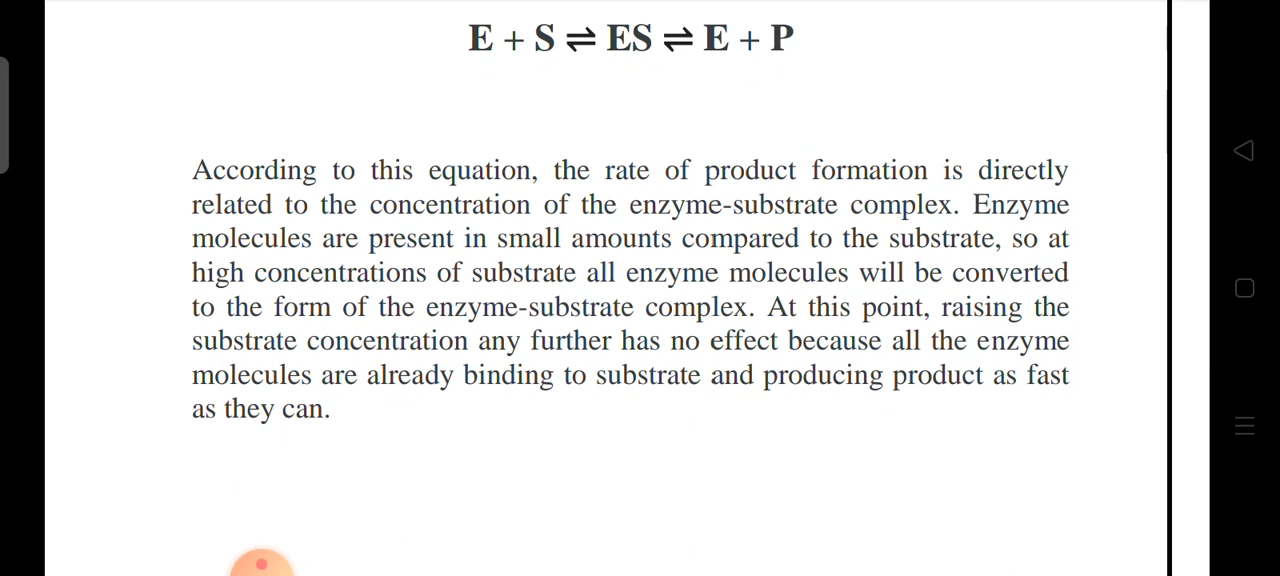 E + S ⇌ ES ⇌ E + P
According to this equation, the rate of product formation is directly
related to the concentration of the enzyme-substrate complex. Enzyme
molecules are present in small amounts compared to the substrate, so at
high concentrations of substrate all enzyme molecules will be converted
to the form of the enzyme-substrate complex. At this point, raising the
substrate concentration any further has no effect because all the enzyme
molecules are already binding to substrate and producing product as fast
as they can.